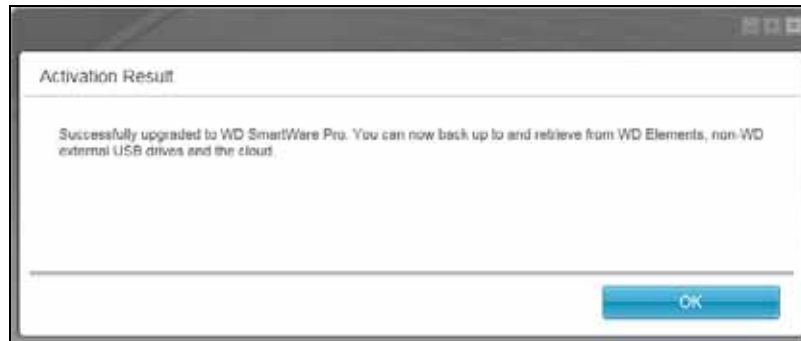 Activation Result
Successfully upgraded to WD SmartWare Pro. You can now back up to and retrieve from WD Elements, non-WD
external USB drives and the cloud.
OK